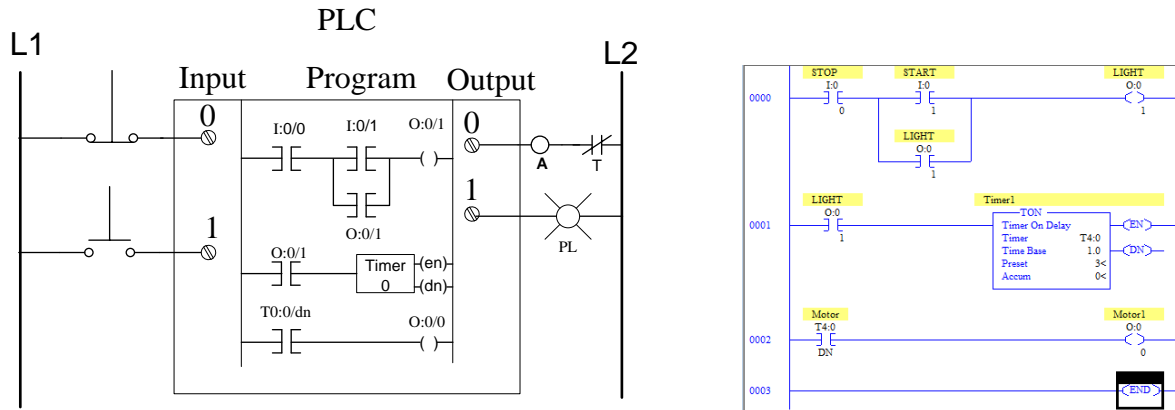 PLC
L1
L2
Input Program Output
0
I:0/0
I:0/1
O:0/1
0
A
T
1
O:0/1
1
PL
O:0/1
Timer
0
(en)
(dn)
T0:0/dn
O:0/0
STOP
START
LIGHT
I:0
I:0
O:0
0000
0
1
1
LIGHT
O:0
1
LIGHT
Timer1
O:0
TON
0001
1
Timer On Delay
EN
Timer T4:0
Time Base 1.0
DN
Preset 3<
Accum 0<
Motor
Motor1
T4:0
O:0
0002
DN
0
0003
END